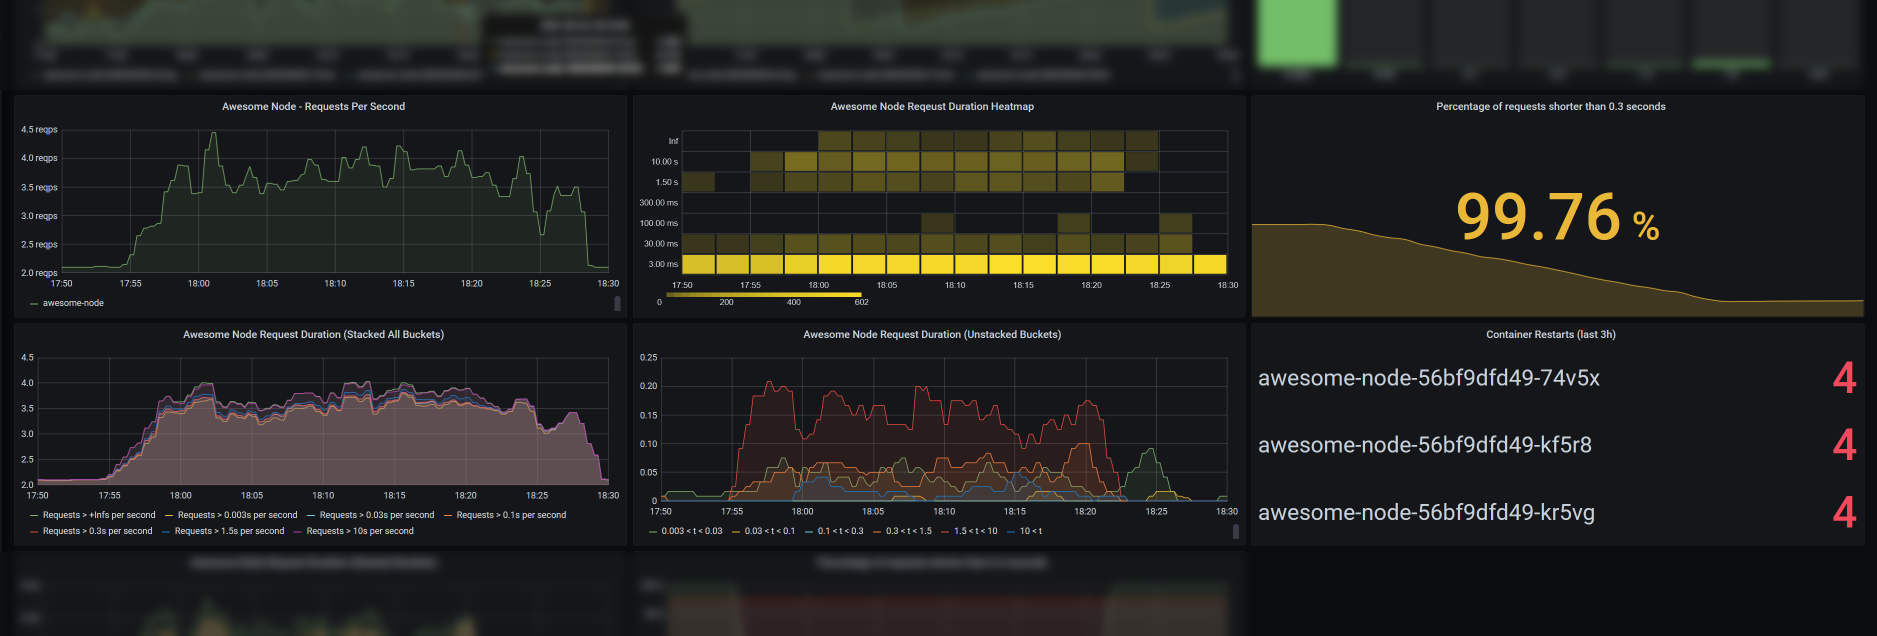 Awesome Node - Requests Per Second
4.5 reqps
4.0 reqps
3.5 reqps
3.0 reqps
2.5 reqps
2.0 reqps
17:50 17:55 18:00 18:05 18:10 18:15 18:20 18:25 18:30
awesome-node
Awesome Node Reqeust Duration Heatmap
Inf
10.00 s
1.50 s
300.00 ms
100.00 ms
30.00 ms
3.00 ms
17:50 17:55 18:00 18:05 18:10 18:15 18:20 18:25 18:30
0 200 400 602
Percentage of requests shorter than 0.3 seconds
99.76 %
Awesome Node Request Duration (Stacked All Buckets)
4.5
4.0
3.5
3.0
2.5
2.0
17:50 17:55 18:00 18:05 18:10 18:15 18:20 18:25 18:30
Requests > +Infs per second Requests > 0.003s per second Requests > 0.03s per second Requests > 0.1s per second
Requests > 0.3s per second Requests > 1.5s per second Requests > 10s per second
Awesome Node Request Duration (Unstacked Buckets)
0.25
0.20
0.15
0.10
0.05
0
17:50 17:55 18:00 18:05 18:10 18:15 18:20 18:25 18:30
0.003 < t < 0.03 0.03 < t < 0.1 0.1 < t < 0.3 0.3 < t < 1.5 1.5 < t < 10 10 < t
Container Restarts (last 3h)
awesome-node-56bf9dfd49-74v5x 4
awesome-node-56bf9dfd49-kf5r8 4
awesome-node-56bf9dfd49-kr5vg 4